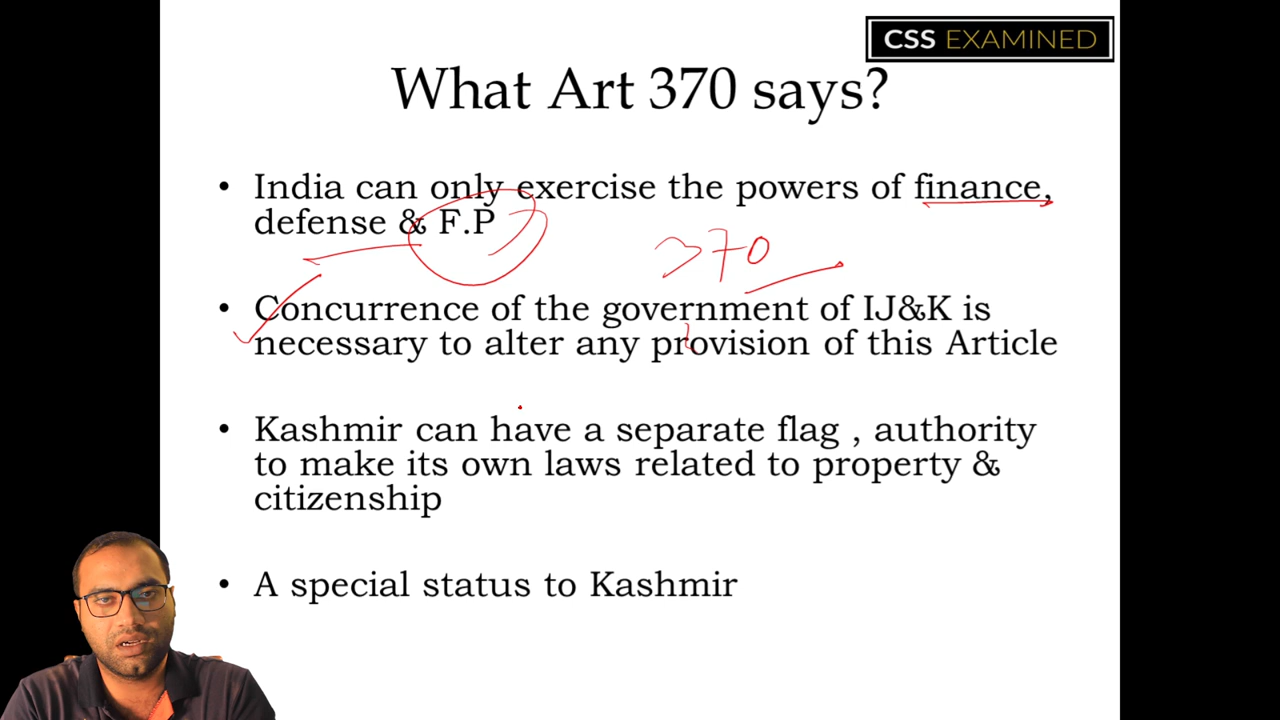 CSS EXAMINED
What Art 370 says?
• India can only exercise the powers of finance,
defense & F.P
370
• Concurrence of the government of IJ&K is
necessary to alter any provision of this Article
• Kashmir can have a separate flag , authority
to make its own laws related to property &
citizenship
• A special status to Kashmir